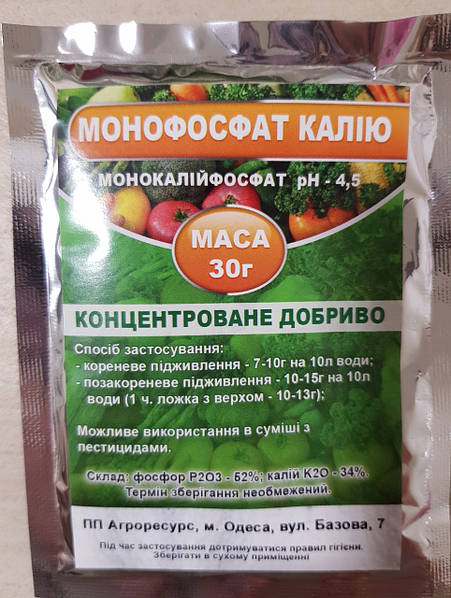 МОНОФОСФАТ КАЛІЮ
МОНОКАЛІЙФОСФАТ pH - 4,5
МАСА
30г
КОНЦЕНТРОВАНЕ ДОБРИВО
Спосіб застосування:
- кореневе підживлення - 7-10г на 10л води;
- позакореневе підживлення - 10-15г на 10л
води (1 ч. ложка з верхом - 10-13г);
Можливе використання в суміші з
пестицидами.
Склад: фосфор P2O3 - 52%; калій K2O - 34%.
Термін зберігання необмежений.
ПП Агроресурс, м. Одеса, вул. Базова, 7
Під час застосування дотримуватися правил гігієни.
Зберігати в сухому приміщенні